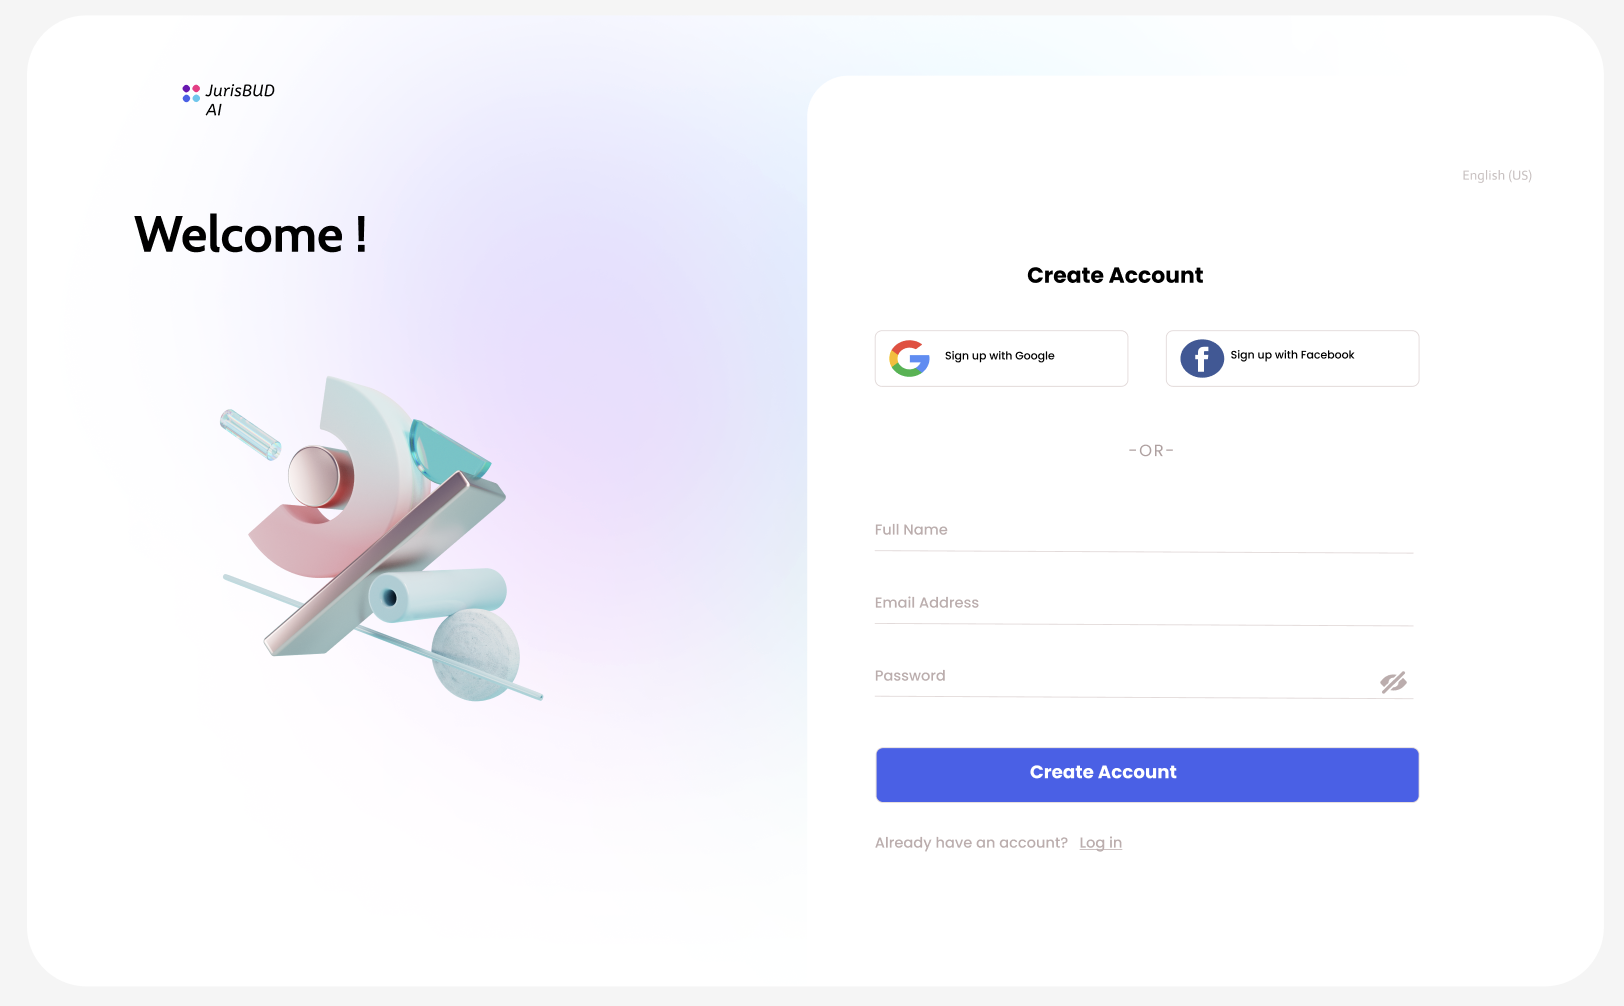 JurisBUD
AI
English (US)
Welcome !
Create Account
Sign up with Google
Sign up with Facebook
-OR-
Full Name
Email Address
Password
Create Account
Already have an account? Log in